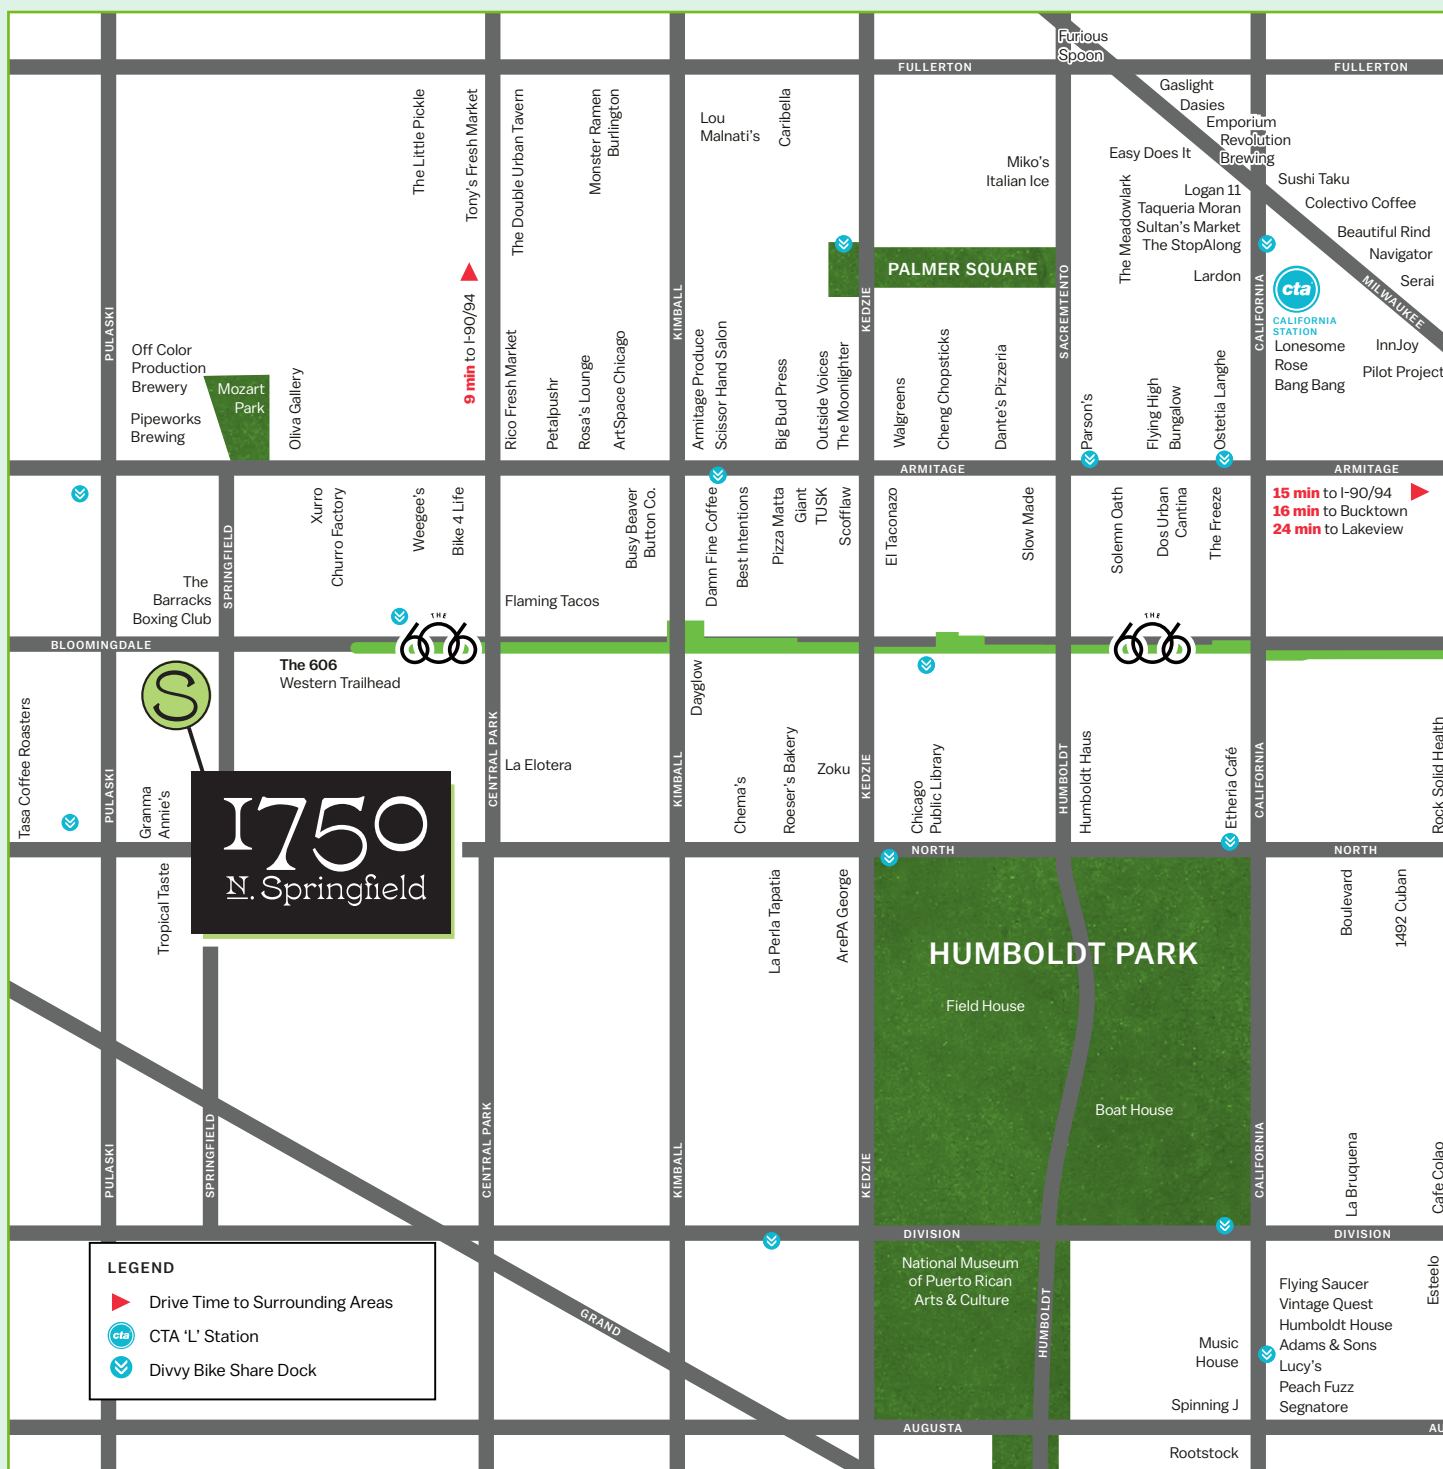 Furious
Spoon
FULLERTON
FULLERTON
The Little Pickle
Tony's Fresh Market
The Double Urban Tavern
Monster Ramen
Burlington
Lou
Malnati's
Caribella
Gaslight
Dasies
Emporium
Revolution
Brewing
Easy Does It
Miko's
Italian Ice
The Meadowlark
Logan 11
Taqueria Moran
Sultan's Market
The StopAlong
Lardon
Sushi Taku
Colectivo Coffee
Beautiful Rind
Navigator
Serai
MILWAUKEE
InnJoy
Pilot Project
PALMER SQUARE
cta
CALIFORNIA
STATION
Lonesome
Rose
Bang Bang
PULASKI
9 min to I-90/94
KIMBALL
KEDZIE
SACREMTENTO
CALIFORNIA
Off Color
Production
Brewery
Pipeworks
Brewing
Mozart
Park
Oliva Gallery
Rico Fresh Market
Petalpushr
Rosa's Lounge
ArtSpace Chicago
Armitage Produce
Scissor Hand Salon
Big Bud Press
Outside Voices
The Moonlighter
Walgreens
Cheng Chopsticks
Dante's Pizzeria
Parson's
Flying High
Bungalow
Ostetia Langhe
ARMITAGE
ARMITAGE
15 min to I-90/94
16 min to Bucktown
24 min to Lakeview
SPRINGFIELD
Xurro
Churro Factory
Weegee's
Bike 4 Life
Busy Beaver
Button Co.
Damn Fine Coffee
Best Intentions
Pizza Matta
Giant
TUSK
Scofflaw
El Taconazo
Slow Made
Solemn Oath
Dos Urban
Cantina
The Freeze
The
Barracks
Boxing Club
Flaming Tacos
BLOOMINGDALE
THE
606
THE
606
The 606
Western Trailhead
S
Tasa Coffee Roasters
PULASKI
Granma
Annie's
CENTRAL PARK
La Elotera
KIMBALL
Dayglow
Chema's
Roeser's Bakery
Zoku
KEDZIE
Chicago
Public Library
HUMBOLDT
Humboldt Haus
Etheria Café
CALIFORNIA
Rock Solid Health
1750
N. Springfield
NORTH
NORTH
Tropical Taste
La Perla Tapatia
ArePA George
Boulevard
1492 Cuban
HUMBOLDT PARK
Field House
Boat House
PULASKI
SPRINGFIELD
CENTRAL PARK
KIMBALL
KEDZIE
CALIFORNIA
La Bruquena
Cafe Colao
DIVISION
DIVISION
LEGEND
Drive Time to Surrounding Areas
cta
CTA 'L' Station
Divvy Bike Share Dock
GRAND
National Museum
of Puerto Rican
Arts & Culture
HUMBOLDT
Music
House
Spinning J
Flying Saucer
Vintage Quest
Humboldt House
Adams & Sons
Lucy's
Peach Fuzz
Segnatore
Esteelo
AUGUSTA
AU
Rootstock